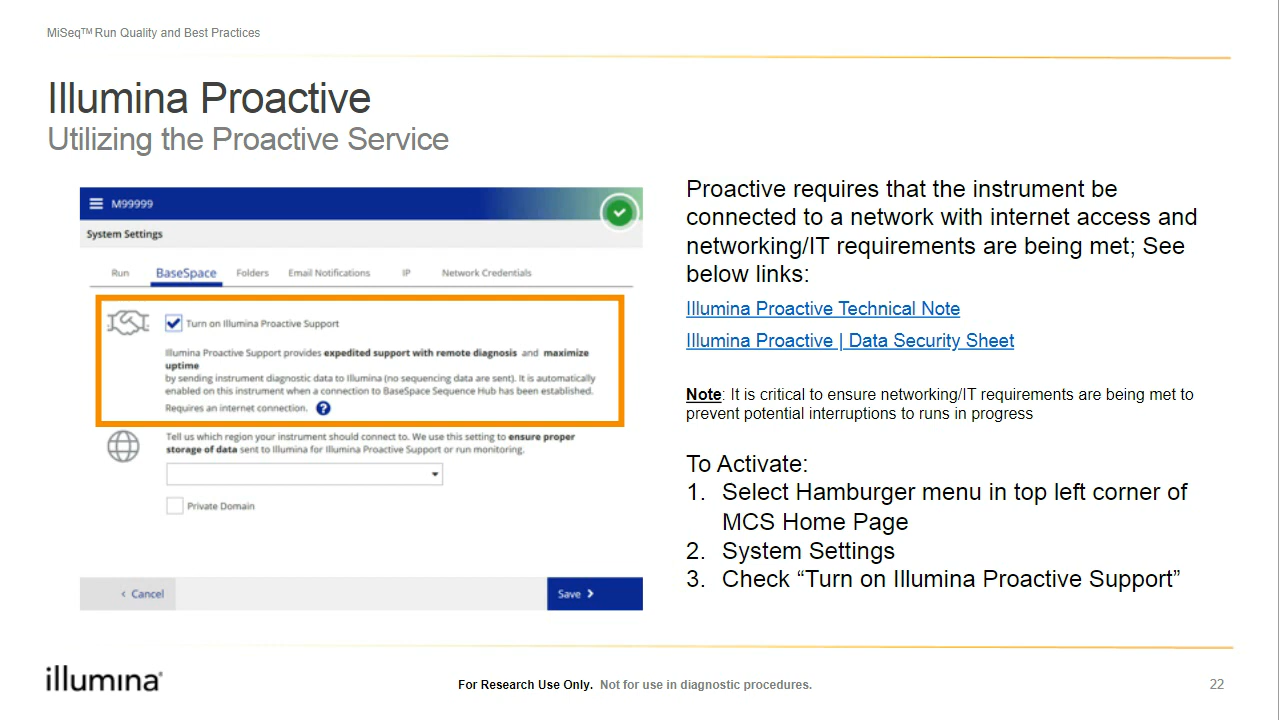 MiSeq™ Run Quality and Best Practices
Illumina Proactive
Utilizing the Proactive Service
M99999
System Settings
Run BaseSpace Folders Email Notifications IP Network Credentials
Turn on Illumina Proactive Support
Illumina Proactive Support provides expedited support with remote diagnosis and maximize
uptime
by sending instrument diagnostic data to Illumina (no sequencing data are sent). It is automatically
enabled on this instrument when a connection to BaseSpace Sequence Hub has been established.
Requires an internet connection. ?
Tell us which region your instrument should connect to. We use this setting to ensure proper
storage of data sent to Illumina for Illumina Proactive Support or run monitoring.
Private Domain
< Cancel
Save >
Proactive requires that the instrument be
connected to a network with internet access and
networking/IT requirements are being met; See
below links:
Illumina Proactive Technical Note
Illumina Proactive | Data Security Sheet
Note: It is critical to ensure networking/IT requirements are being met to
prevent potential interruptions to runs in progress
To Activate:
1. Select Hamburger menu in top left corner of
MCS Home Page
2. System Settings
3. Check “Turn on Illumina Proactive Support”
illumina®
For Research Use Only. Not for use in diagnostic procedures.
22